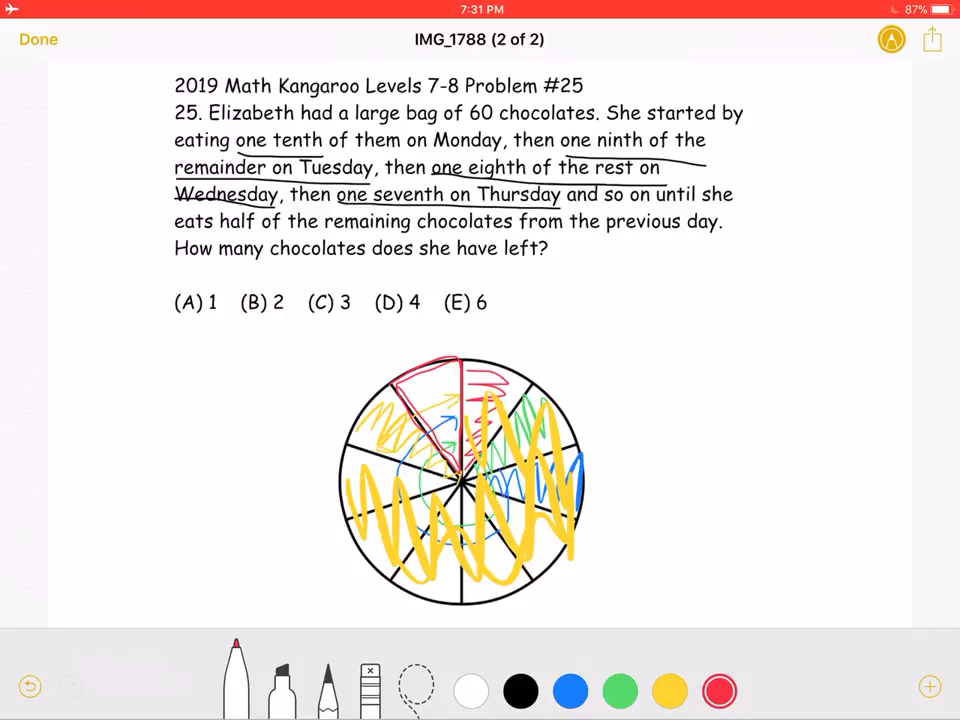 7:31 PM
87%
Done
IMG_1788 (2 of 2)
2019 Math Kangaroo Levels 7-8 Problem #25
25. Elizabeth had a large bag of 60 chocolates. She started by
eating one tenth of them on Monday, then one ninth of the
remainder on Tuesday, then one eighth of the rest on
Wednesday, then one seventh on Thursday and so on until she
eats half of the remaining chocolates from the previous day.
How many chocolates does she have left?
(A) 1 (B) 2 (C) 3 (D) 4 (E) 6